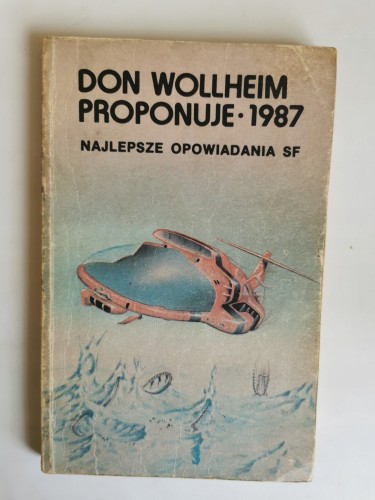 DON WOLLHEIM
PROPONUJE • 1987
NAJLEPSZE OPOWIADANIA SF